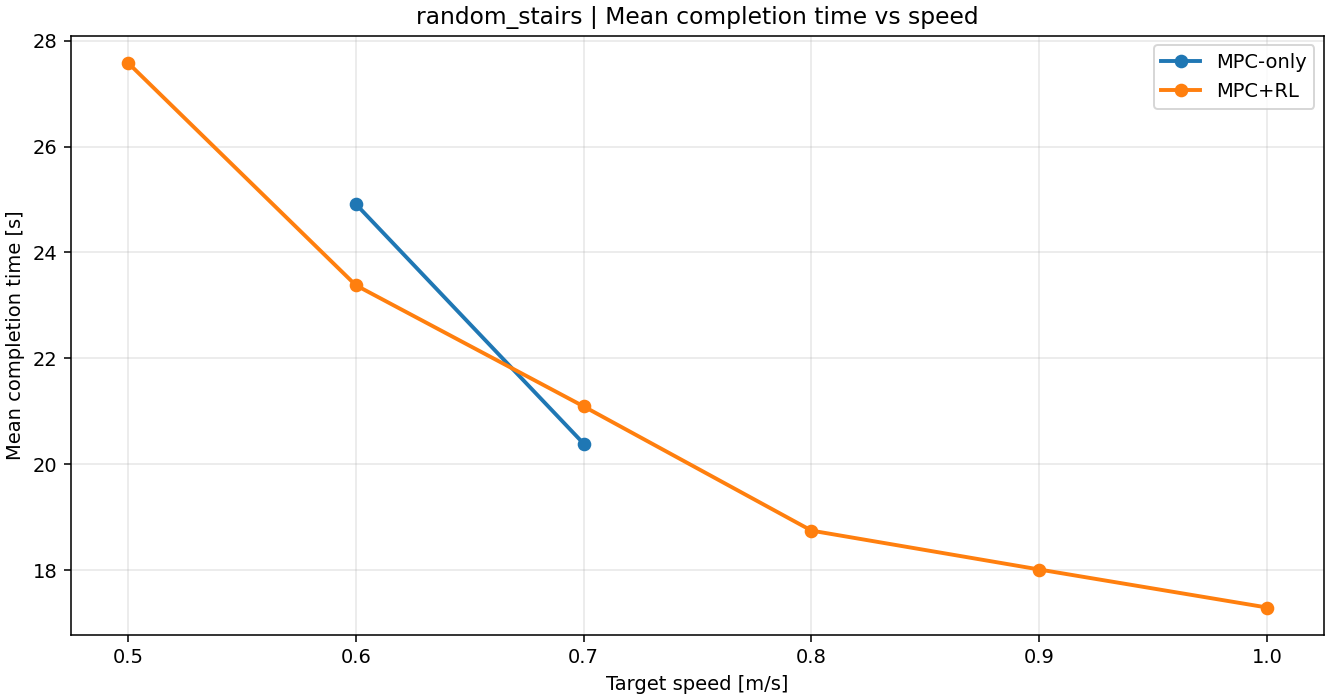 random_stairs | Mean completion time vs speed
MPC-only
MPC+RL
Mean completion time [s]
28
26
24
22
20
18
0.5 0.6 0.7 0.8 0.9 1.0
Target speed [m/s]